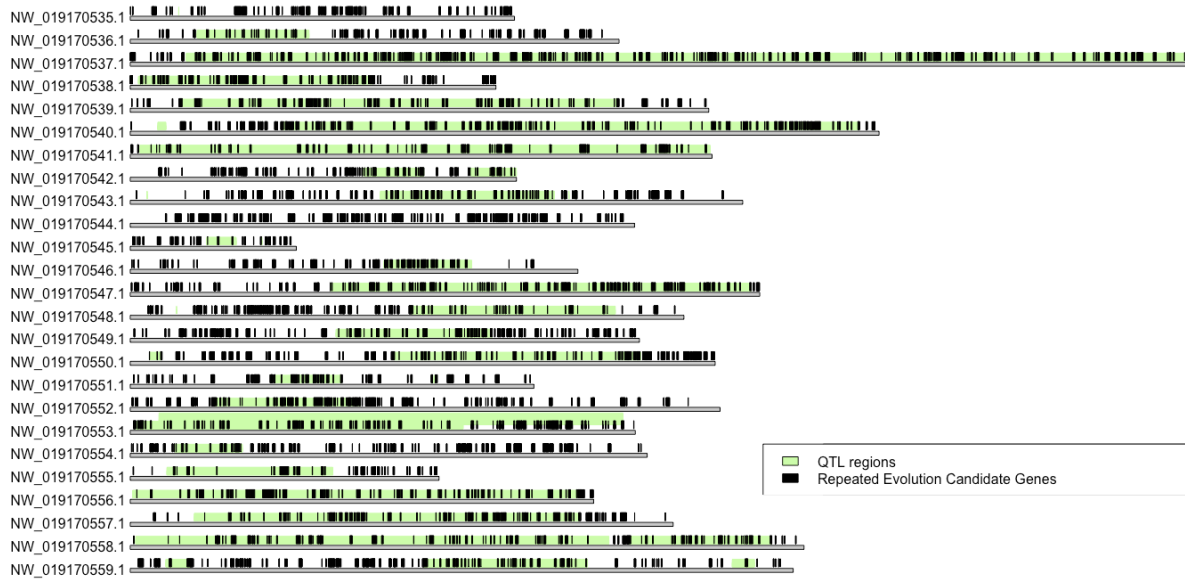 NW_019170535.1
NW_019170536.1
NW_019170537.1
NW_019170538.1
NW_019170539.1
NW_019170540.1
NW_019170541.1
NW_019170542.1
NW_019170543.1
NW_019170544.1
NW_019170545.1
NW_019170546.1
NW_019170547.1
NW_019170548.1
NW_019170549.1
NW_019170550.1
NW_019170551.1
NW_019170552.1
NW_019170553.1
NW_019170554.1
NW_019170555.1
NW_019170556.1
NW_019170557.1
NW_019170558.1
NW_019170559.1
QTL regions
Repeated Evolution Candidate Genes